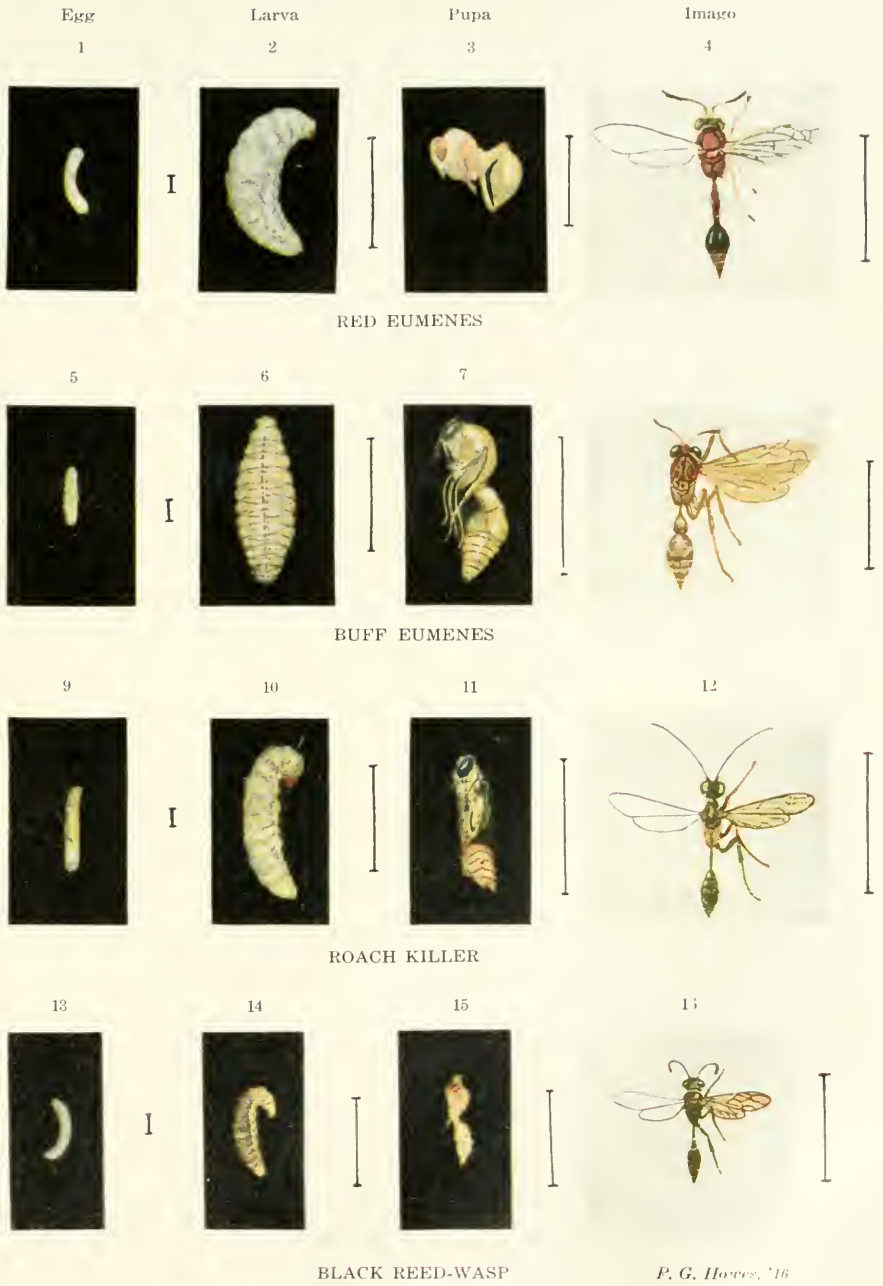 Egg Larva Pupa Imago
1 2 3 4
RED EUMENES
5 6 7
BUFF EUMENES
9 10 11 12
ROACH KILLER
13 14 15
BLACK REED-WASP
P. G. Howes, '16